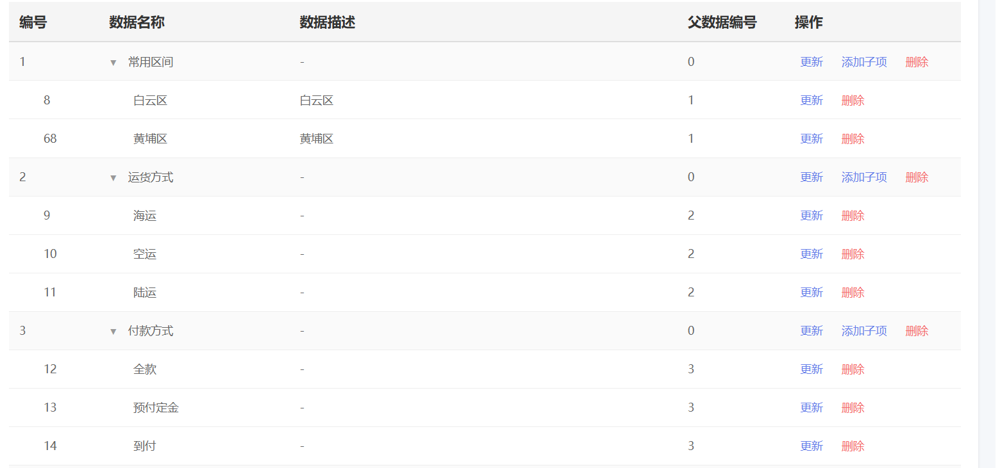 编号 数据名称 数据描述 父数据编号 操作
1 ▼ 常用区间 - 0 更新 添加子项 删除
8 白云区 白云区 1 更新 删除
68 黄埔区 黄埔区 1 更新 删除
2 ▼ 运货方式 - 0 更新 添加子项 删除
9 海运 - 2 更新 删除
10 空运 - 2 更新 删除
11 陆运 - 2 更新 删除
3 ▼ 付款方式 - 0 更新 添加子项 删除
12 全款 - 3 更新 删除
13 预付定金 - 3 更新 删除
14 到付 - 3 更新 删除